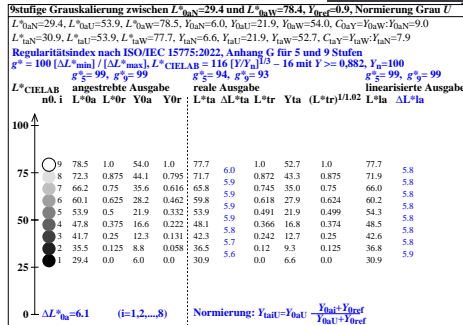 9stufige Grauskalierung zwischen L*0aN=29.4 und L*0aW=78.4, Y0ref=0.9, Normierung Grau U
L*0aN=29.4, L*0aU=53.9, L*0aW=78.5, Y0aN=6.0, Y0aU=21.9, Y0aW=54.0, C0aY=Y0aW:Y0aN=9.0
L*taN=30.9, L*taU=53.9, L*taW=77.7, YtaN=6.6, YtaU=21.9, YtaW=52.7, CtaY=YtaW:YtaN=7.9
Regularitätsindex nach ISO/IEC 15775:2022, Anhang G für 5 und 9 Stufen
g* = 100 [ΔL*min] / [ΔL*max], L*CIELAB = 116 [Y/Yn]1/3 − 16 mit Y >= 0.882, Yn=100
g*5= 99, g*9= 99 g*5= 94, g*9= 93 g*5= 99, g*9= 99
L*CIELAB angestrebte Ausgabe reale Ausgabe linearisierte Ausgabe
n0. i L*0a L*0r Y0a Y0r L*ta ΔL*ta L*tr Yta (L*tr)1/1.02 L*la ΔL*la
100
9 78.5 1.0 54.0 1.0 77.7 1.0 52.7 1.0 77.7
6.0 5.8
8 72.3 0.875 44.1 0.795 71.7 0.872 43.3 0.875 71.9
5.9 5.8
75
7 66.2 0.75 35.6 0.616 65.8 0.745 35.0 0.75 66.0
5.9 5.8
6 60.1 0.625 28.2 0.462 59.8 0.618 27.9 0.624 60.2
5.9 5.8
5 53.9 0.5 21.9 0.332 53.9 0.491 21.9 0.499 54.3
5.8 5.8
50
4 47.8 0.375 16.6 0.222 48.1 0.366 16.8 0.374 48.5
5.8 5.8
3 41.7 0.25 12.3 0.131 42.3 0.242 12.7 0.25 42.6
5.7 5.8
2 35.5 0.125 8.8 0.058 36.5 0.12 9.3 0.125 36.8
5.6 5.9
25
1 29.4 0.0 6.0 0.0 30.9 0.0 6.6 0.0 30.9
0 ΔL*0a=6.1 (i=1,2,...,8) Normierung: YtaiU=Y0aU (Y0ai+Y0ref)/(Y0aU+Y0ref)